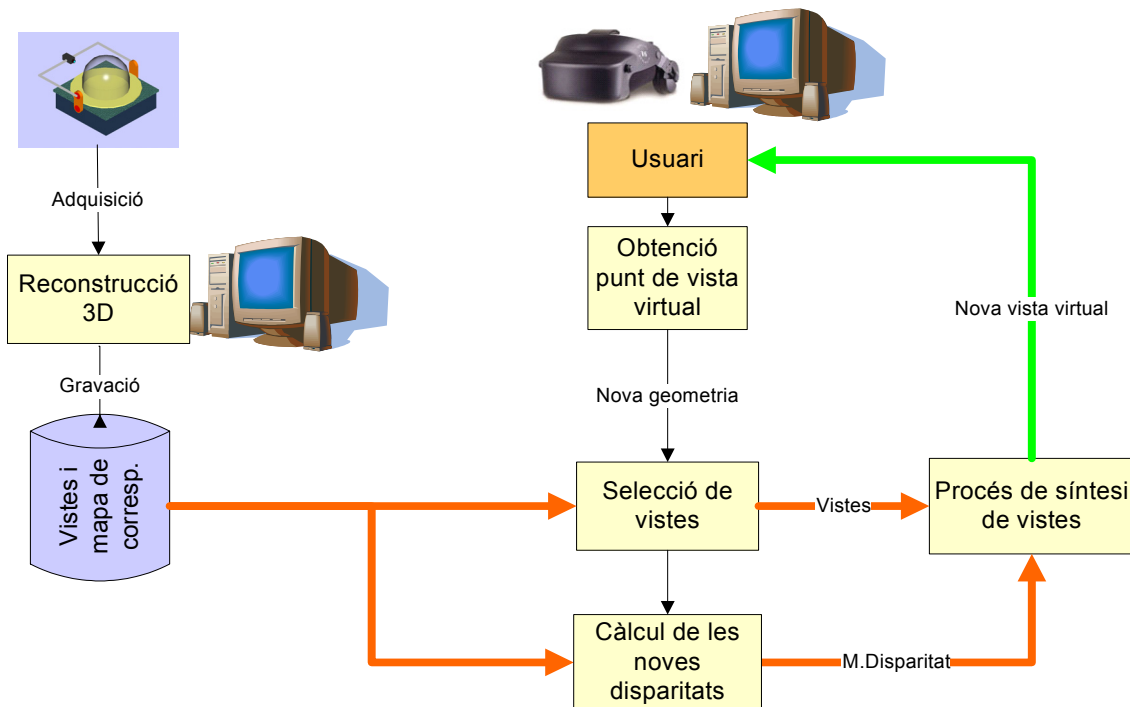 Adquisició
Reconstrucció
3D
Gravació
Vistes i
mapa de
corresp.
Usuari
Obtenció
punt de vista
virtual
Nova geometria
Selecció de
vistes
Vistes
Càlcul de les
noves
disparitats
M.Disparitat
Procés de síntesi
de vistes
Nova vista virtual